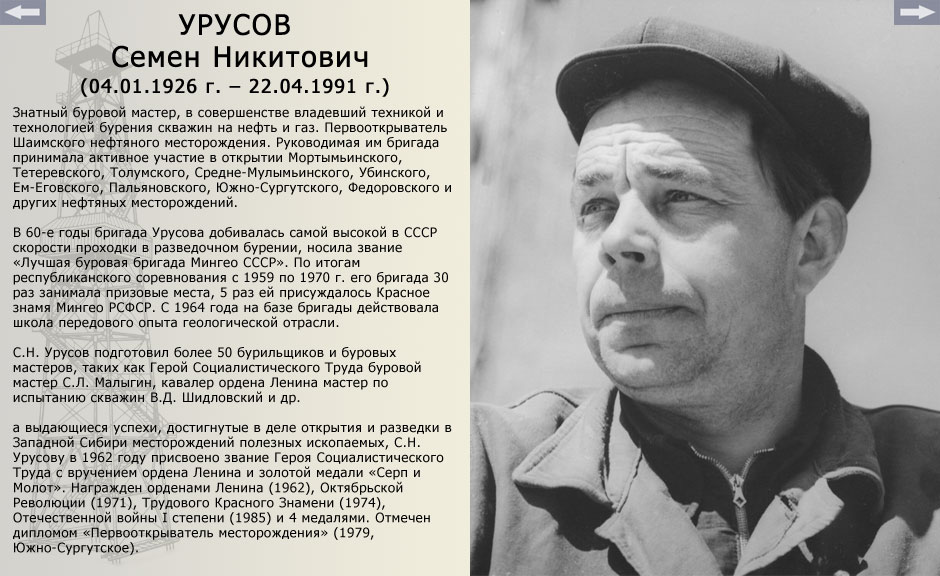 УРУСОВ
Семен Никитович
(04.01.1926 г. – 22.04.1991 г.)
Знатный буровой мастер, в совершенстве владевший техникой и
технологией бурения скважин на нефть и газ. Первооткрыватель
Шаимского нефтяного месторождения. Руководимая им бригада
принимала активное участие в открытии Мортымьинского,
Тетеревского, Толумского, Средне-Мулымьинского, Убинского,
Ем-Еговского, Пальяновского, Южно-Сургутского, Федоровского и
других нефтяных месторождений.
В 60-е годы бригада Урусова добивалась самой высокой в СССР
скорости проходки в разведочном бурении, носила звание
«Лучшая буровая бригада Мингео СССР». По итогам
республиканского соревнования с 1959 по 1970 г. его бригада 30
раз занимала призовые места, 5 раз ей присуждалось Красное
знамя Мингео РСФСР. С 1964 года на базе бригады действовала
школа передового опыта геологической отрасли.
С.Н. Урусов подготовил более 50 бурильщиков и буровых
мастеров, таких как Герой Социалистического Труда буровой
мастер С.Л. Малыгин, кавалер ордена Ленина мастер по
испытанию скважин В.Д. Шидловский и др.
а выдающиеся успехи, достигнутые в деле открытия и разведки в
Западной Сибири месторождений полезных ископаемых, С.Н.
Урусову в 1962 году присвоено звание Героя Социалистического
Труда с вручением ордена Ленина и золотой медали «Серп и
Молот». Награжден орденами Ленина (1962), Октябрьской
Революции (1971), Трудового Красного Знамени (1974),
Отечественной войны I степени (1985) и 4 медалями. Отмечен
дипломом «Первооткрыватель месторождения» (1979,
Южно-Сургутское).